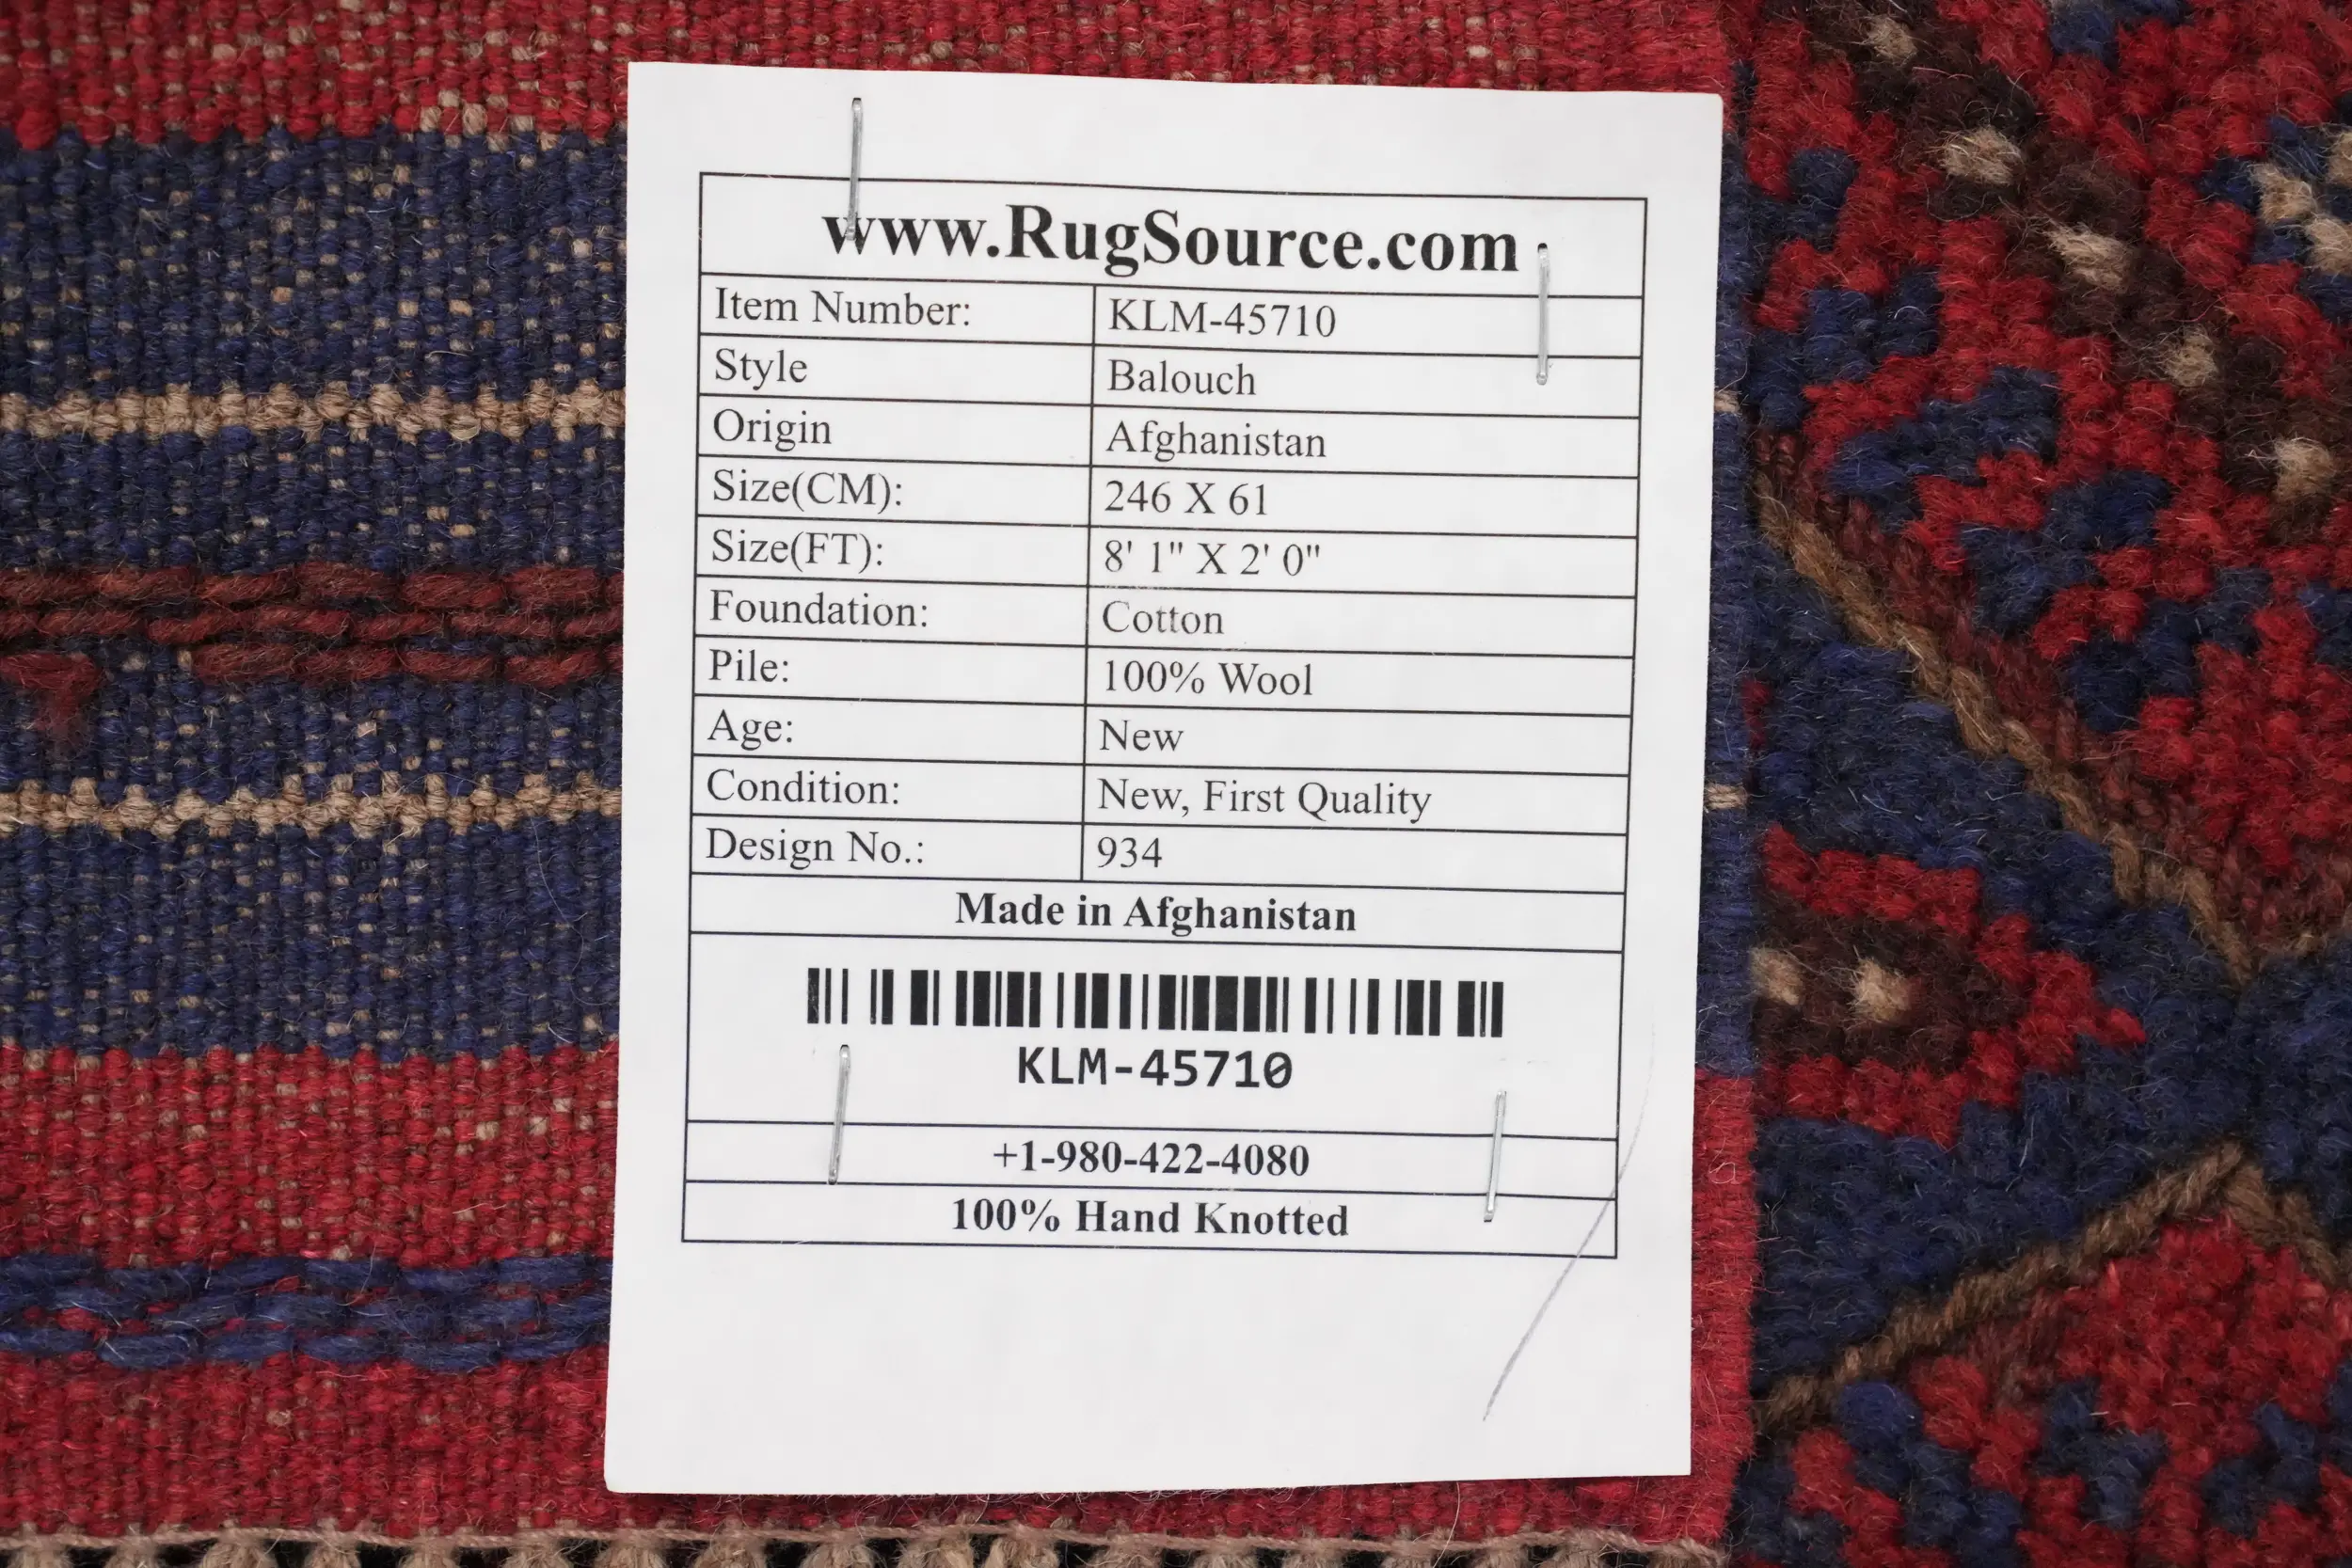 www.RugSource.com
Item Number: KLM-45710
Style Balouch
Origin Afghanistan
Size(CM): 246 X 61
Size(FT): 8' 1" X 2' 0"
Foundation: Cotton
Pile: 100% Wool
Age: New
Condition: New, First Quality
Design No.: 934
Made in Afghanistan
KLM-45710
+1-980-422-4080
100% Hand Knotted